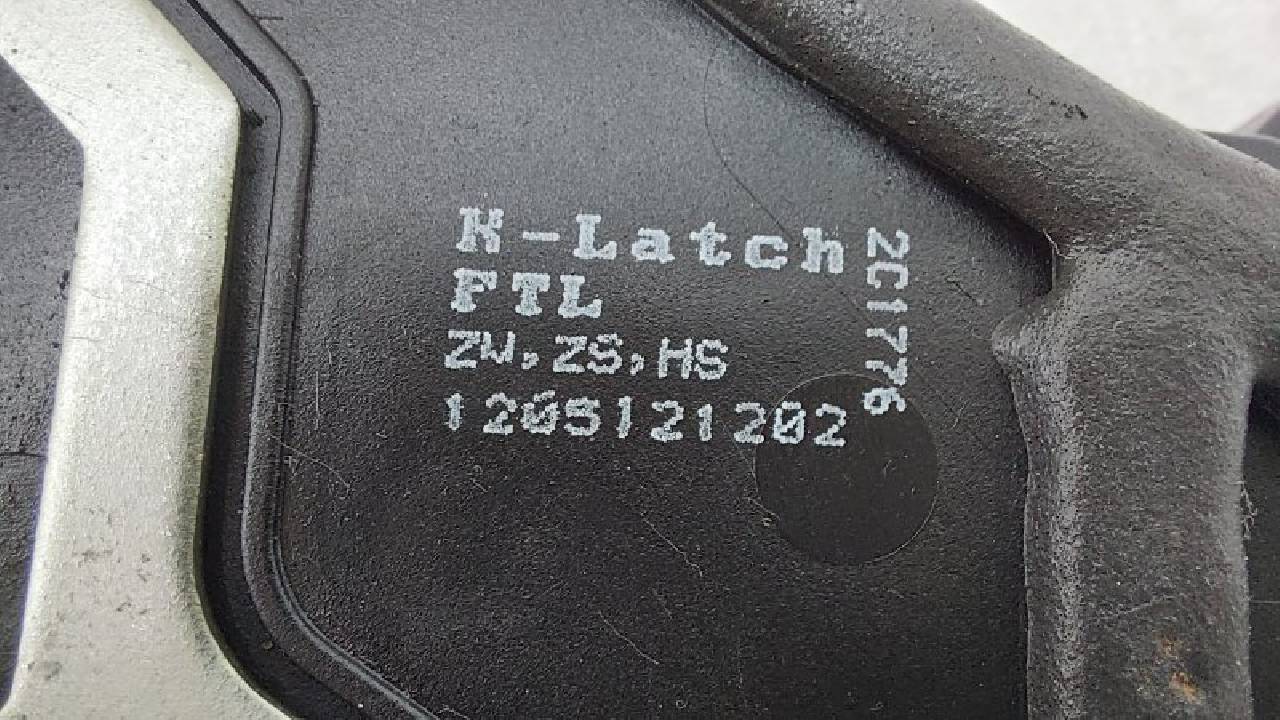 K-Latch
FTL
ZW,ZS,HS
1205121202
2C1776